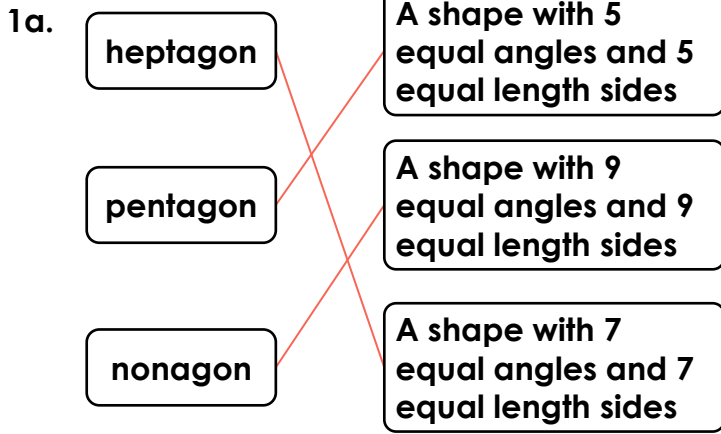 1a.
heptagon
A shape with 5
equal angles and 5
equal length sides
pentagon
A shape with 9
equal angles and 9
equal length sides
nonagon
A shape with 7
equal angles and 7
equal length sides